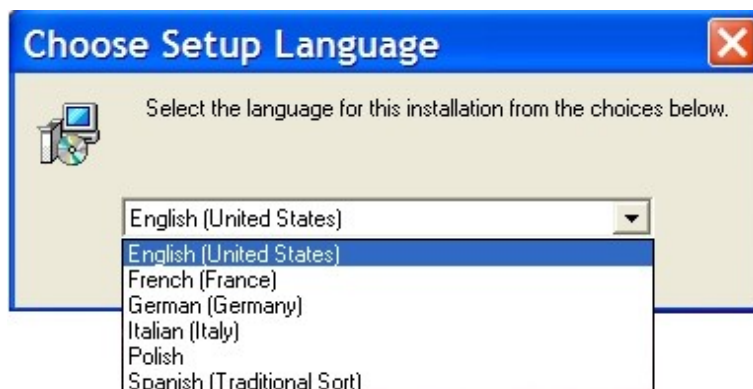 Choose Setup Language
Select the language for this installation from the choices below.
English (United States)
English (United States)
French (France)
German (Germany)
Italian (Italy)
Polish
Spanish (Traditional Sort)